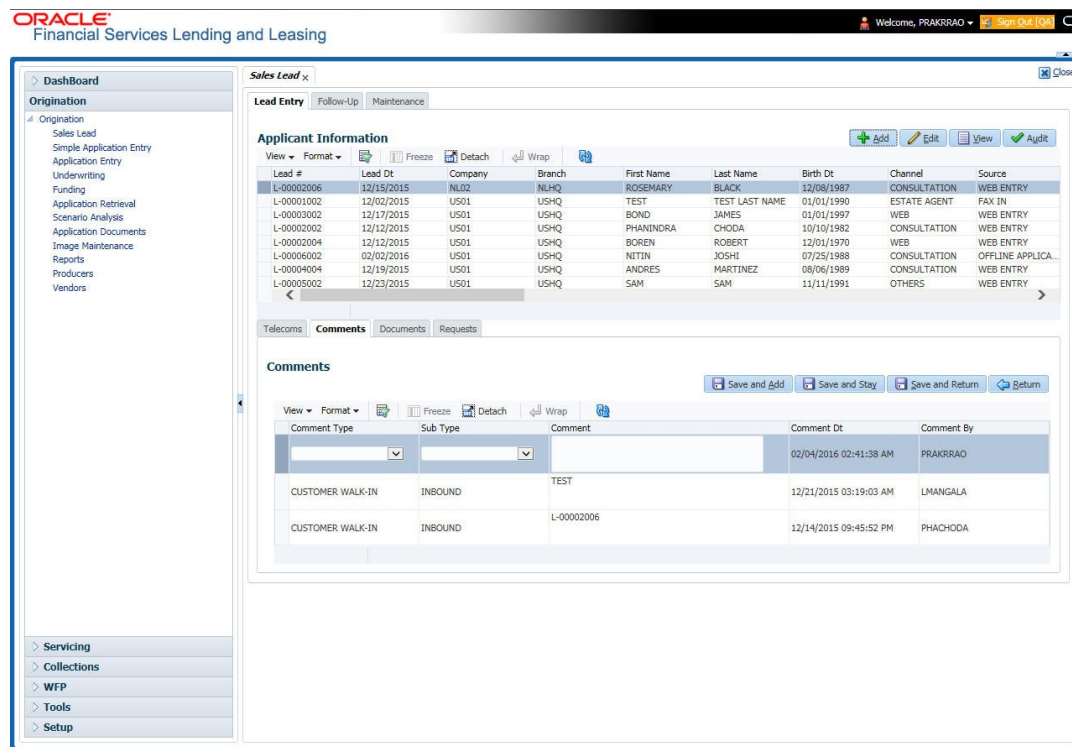 ORACLE®
Financial Services Lending and Leasing
Welcome, PRAKRRAO
Sign Out [QA]
DashBoard
Origination
Origination
Sales Lead
Simple Application Entry
Application Entry
Underwriting
Funding
Application Retrieval
Scenario Analysis
Application Documents
Image Maintenance
Reports
Producers
Vendors
Servicing
Collections
WFP
Tools
Setup
Sales Lead x
Close
Lead Entry Follow-Up Maintenance
Applicant Information
Add Edit View Audit
View Format Freeze Detach Wrap
Lead # Lead Dt Company Branch First Name Last Name Birth Dt Channel Source
L-00002006 12/15/2015 NL02 NLHQ ROSEMARY BLACK 12/08/1987 CONSULTATION WEB ENTRY
L-00001002 12/02/2015 US01 USHQ TEST TEST LAST NAME 01/01/1990 ESTATE AGENT FAX IN
L-00003002 12/17/2015 US01 USHQ BOND JAMES 01/01/1997 WEB WEB ENTRY
L-00002002 12/12/2015 US01 USHQ PHANINDRA CHODA 10/10/1982 CONSULTATION WEB ENTRY
L-00002004 12/12/2015 US01 USHQ BOREN ROBERT 12/01/1970 WEB WEB ENTRY
L-00006002 02/02/2016 US01 USHQ NITIN JOSHI 07/25/1988 CONSULTATION OFFLINE APPLICA...
L-00004004 12/19/2015 US01 USHQ ANDRES MARTINEZ 08/06/1989 CONSULTATION WEB ENTRY
L-00005002 12/23/2015 US01 USHQ SAM SAM 11/11/1991 OTHERS WEB ENTRY
Telecoms Comments Documents Requests
Comments
Save and Add Save and Stay Save and Return Return
View Format Freeze Detach Wrap
Comment Type Sub Type Comment Comment Dt Comment By
02/04/2016 02:41:38 AM PRAKRRAO
CUSTOMER WALK-IN INBOUND TEST 12/21/2015 03:19:03 AM LMANGALA
CUSTOMER WALK-IN INBOUND L-00002006 12/14/2015 09:45:52 PM PHACHODA